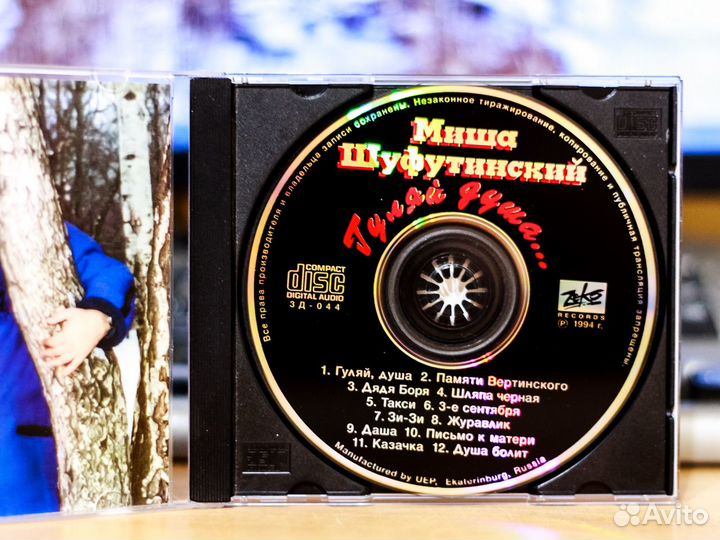 Все права производителя и владельца записи сохранены. Незаконное тиражирование, копирование и публичная трансляция запрещены.
Миша
Шуфутинский
Гуляй душа...
COMPACT
disc
DIGITAL AUDIO
ЗД-044
ZeKo
RECORDS
Ⓟ 1994 г.
1. Гуляй, душа 2. Памяти Вертинского
3. Дядя Боря 4. Шляпа черная
5. Такси 6. 3-е сентября
7. Зи-Зи 8. Журавлик
9. Даша 10. Письмо к матери
11. Казачка 12. Душа болит
Manufactured by UEP, Ekaterinburg, Russia
Avito